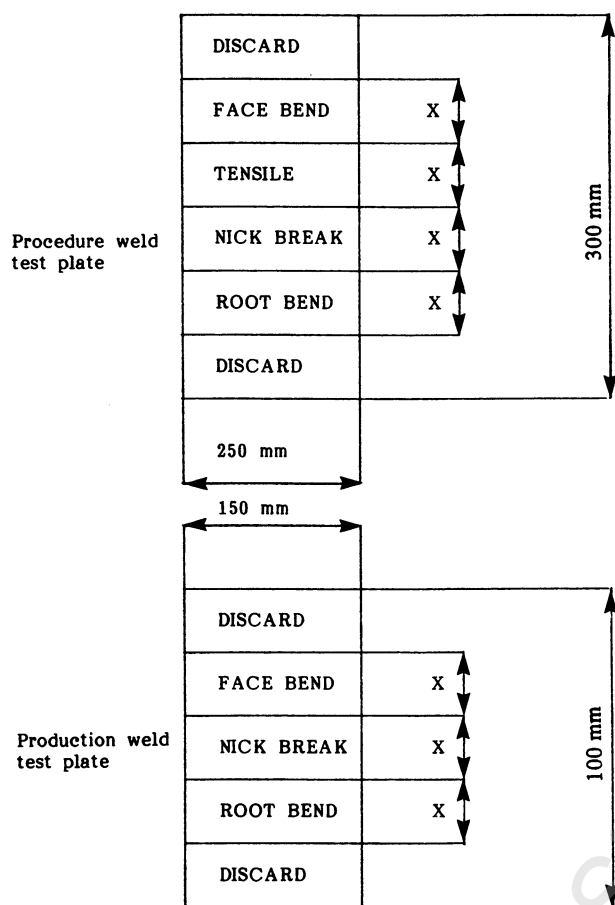 DISCARD
FACE BEND X
TENSILE X
Procedure weld
test plate
NICK BREAK X
ROOT BEND X
DISCARD
300 mm
250 mm
150 mm
DISCARD
FACE BEND X
Production weld
test plate
NICK BREAK X
ROOT BEND X
DISCARD
100 mm